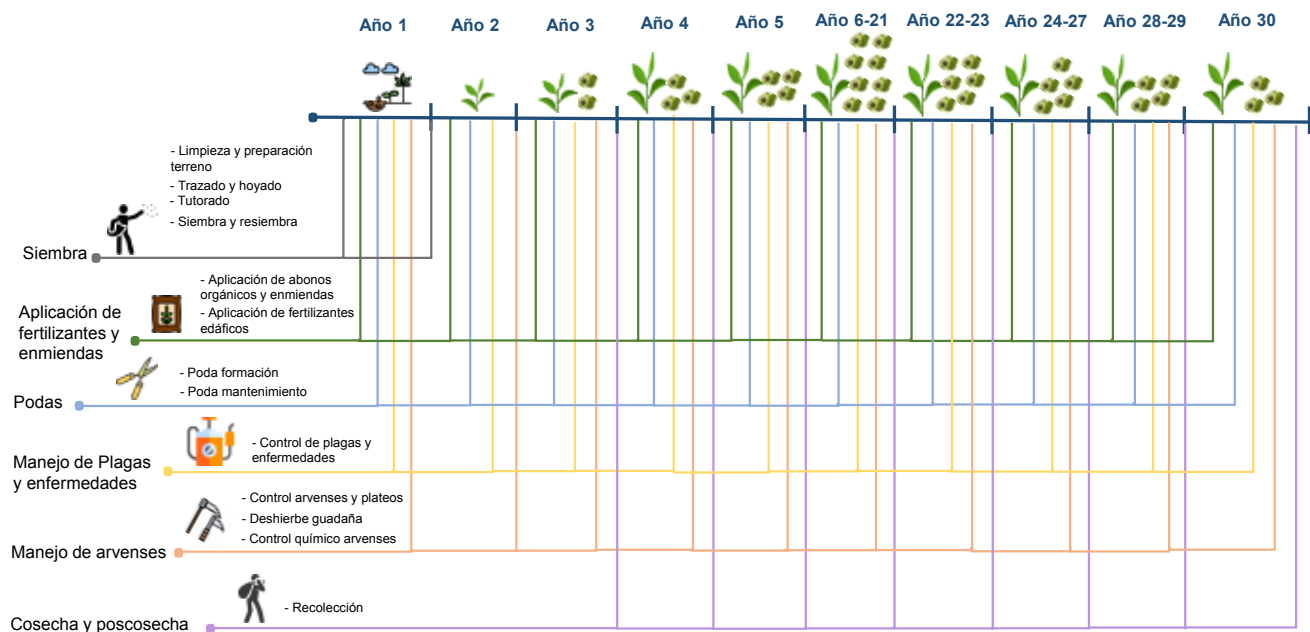 Año 1
Año 2
Año 3
Año 4
Año 5
Año 6-21
Año 22-23
Año 24-27
Año 28-29
Año 30
- Limpieza y preparación
terreno
- Trazado y hoyado
- Tutorado
- Siembra y resiembra
Siembra
- Aplicación de abonos
orgánicos y enmiendas
- Aplicación de fertilizantes
edáficos
Aplicación de
fertilizantes y
enmiendas
- Poda formación
- Poda mantenimiento
Podas
- Control de plagas y
enfermedades
Manejo de Plagas
y enfermedades
- Control arvenses y plateos
- Deshierbe guadaña
- Control químico arvenses
Manejo de arvenses
- Recolección
Cosecha y poscosecha